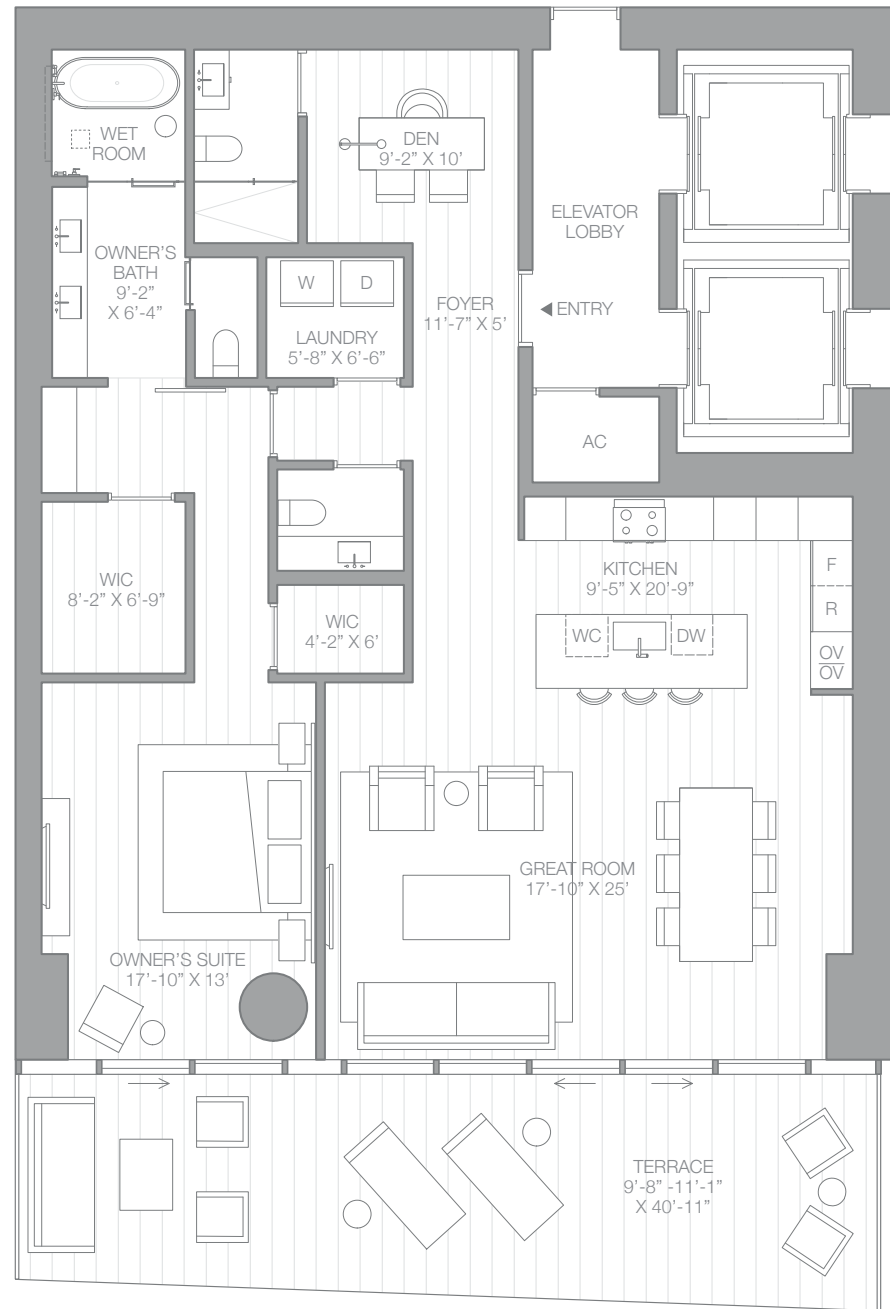 WET
ROOM
DEN
9'-2” X 10'
ELEVATOR
LOBBY
OWNER'S
BATH
9'-2”
X 6'-4”
W
D
LAUNDRY
5'-8” X 6'-6”
FOYER
11'-7” X 5'
ENTRY
AC
WIC
8'-2” X 6'-9”
WIC
4'-2” X 6'
KITCHEN
9'-5” X 20'-9”
F
R
OV
OV
WC
DW
GREAT ROOM
17'-10” X 25'
OWNER'S SUITE
17'-10” X 13'
TERRACE
9'-8” -11'-1”
X 40'-11”